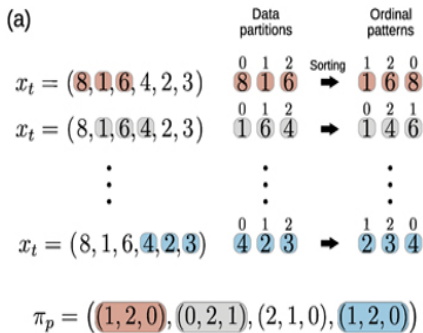 (a)
Data partitions
Ordinal patterns
0 1 2 Sorting 1 2 0
x_t = (8, 1, 6, 4, 2, 3) 8 1 6 ➡ 1 6 8
0 1 2 0 2 1
x_t = (8, 1, 6, 4, 2, 3) 1 6 4 ➡ 1 4 6
⋮ ⋮ ⋮
0 1 2 1 2 0
x_t = (8, 1, 6, 4, 2, 3) 4 2 3 ➡ 2 3 4
π_p = ((1, 2, 0), (0, 2, 1), (2, 1, 0), (1, 2, 0))